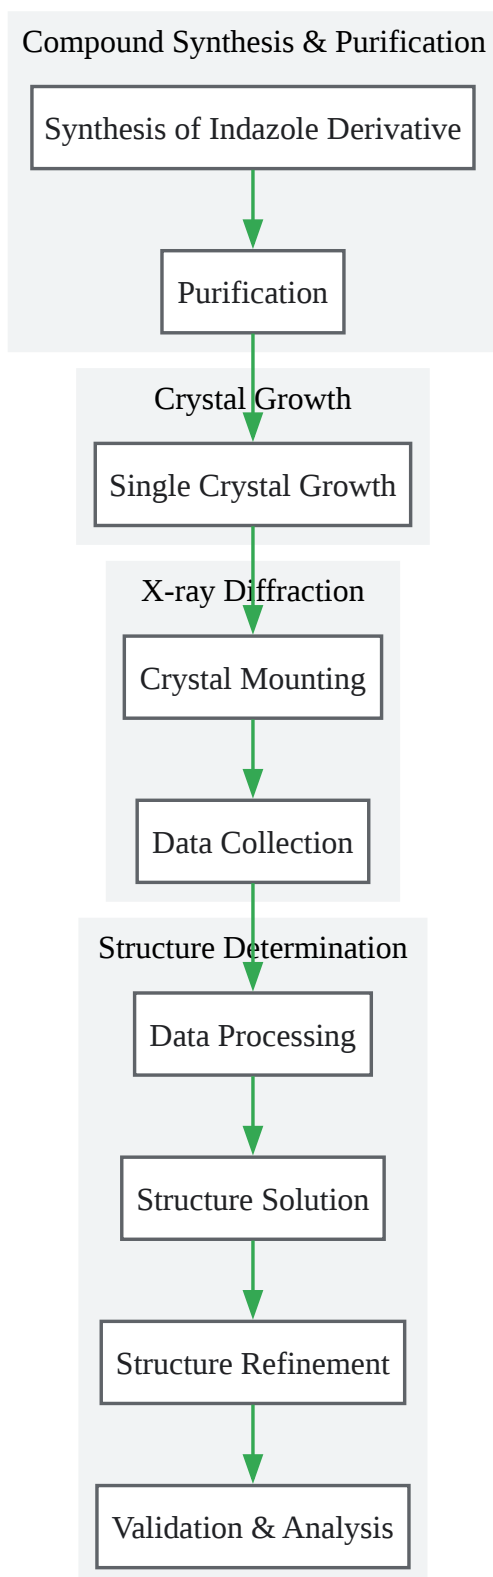 Compound Synthesis & Purification
Synthesis of Indazole Derivative
Purification
Crystal Growth
Single Crystal Growth
X-ray Diffraction
Crystal Mounting
Data Collection
Structure Determination
Data Processing
Structure Solution
Structure Refinement
Validation & Analysis